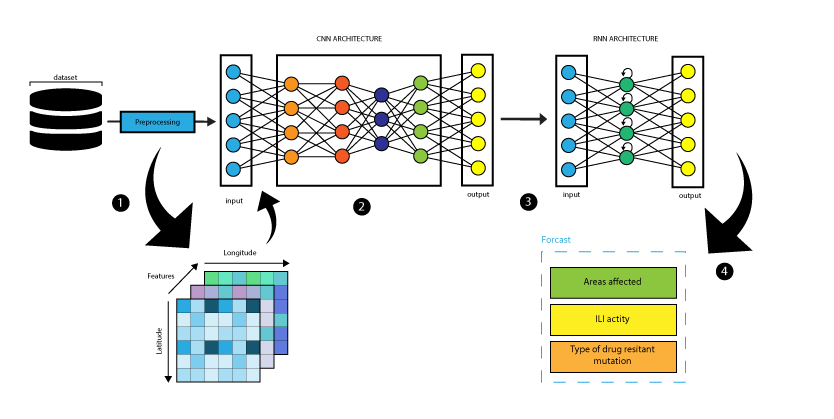 CNN ARCHITECTURE
RNN ARCHITECTURE
dataset
Preprocessing
input
output
input
output
1
2
3
4
Longitude
Features
Latitude
Forcast
Areas affected
ILI actity
Type of drug resitant
mutation